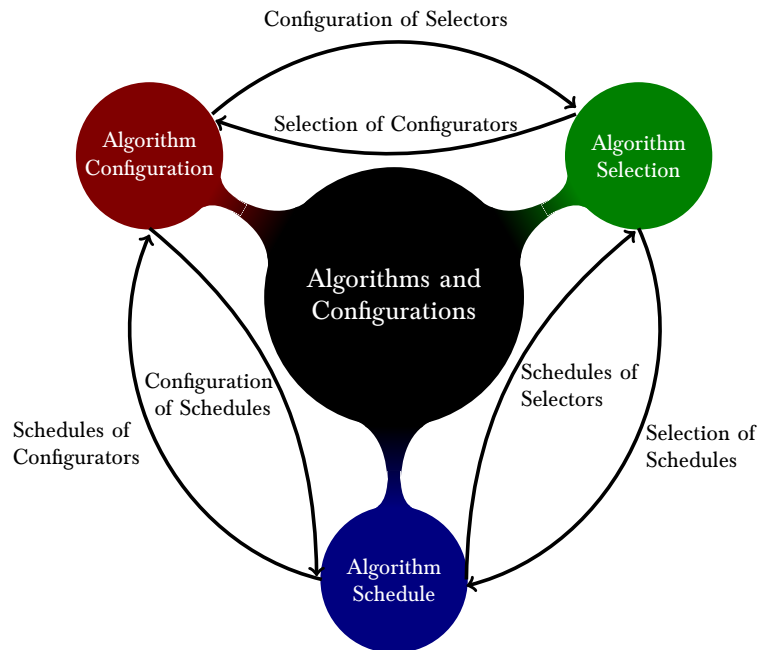 Configuration of Selectors
Selection of Configurators
Algorithm
Configuration
Algorithm
Selection
Algorithms and
Configurations
Configuration
of Schedules
Schedules of
Selectors
Schedules of
Configurators
Selection of
Schedules
Algorithm
Schedule